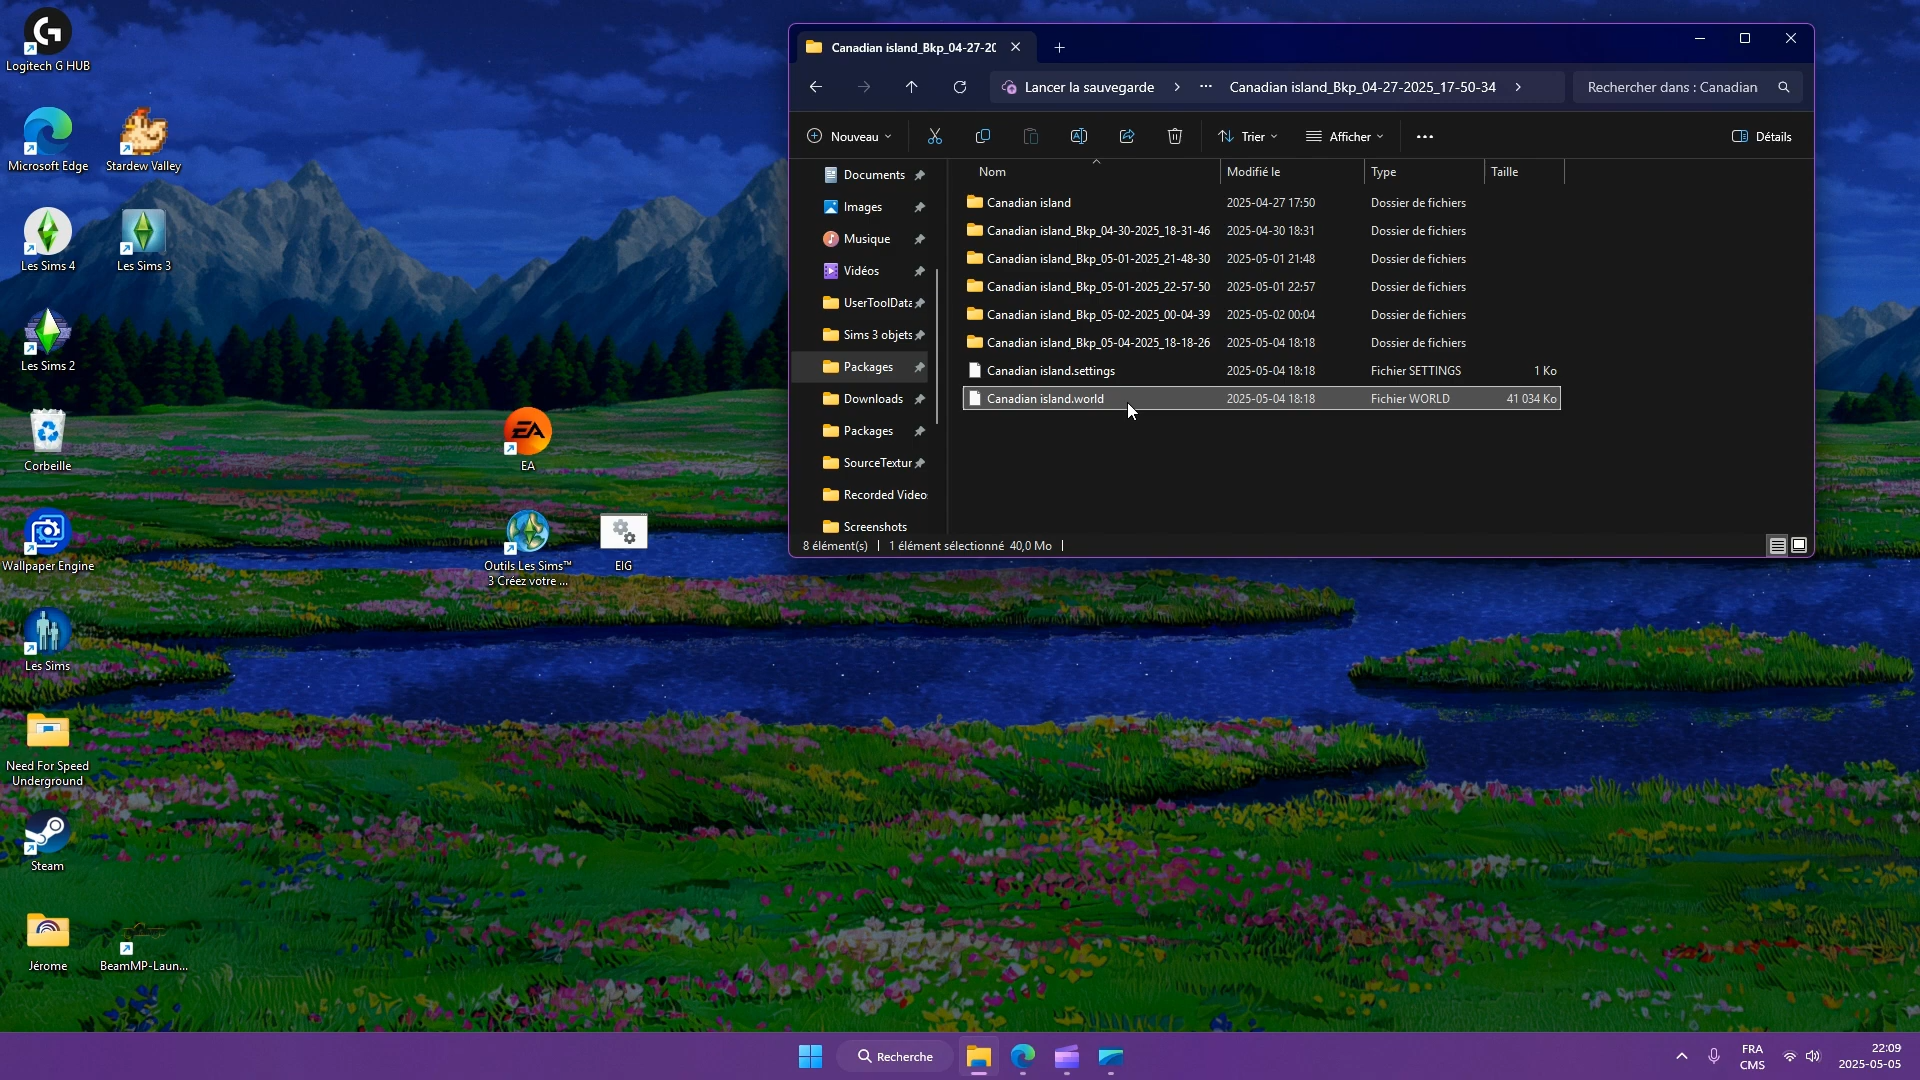 Logitech G HUB
Microsoft Edge
Stardew Valley
Les Sims 4
Les Sims 3
Les Sims 2
Corbeille
EA
EA
Wallpaper Engine
Outils Les Sims™
3 Créez votre ...
EIG
Les Sims
Need For Speed
Underground
Steam
Jérome
BeamMP-Laun...
Canadian island_Bkp_04-27-20
Lancer la sauvegarde
Canadian island_Bkp_04-27-2025_17-50-34
Rechercher dans : Canadian
Nouveau
Trier
Afficher
Détails
Documents
Images
Musique
Vidéos
UserToolData
Sims 3 objets
Packages
Downloads
Packages
SourceTextur
Recorded Video
Screenshots
Nom Modifié le Type Taille
Canadian island 2025-04-27 17:50 Dossier de fichiers
Canadian island_Bkp_04-30-2025_18-31-46 2025-04-30 18:31 Dossier de fichiers
Canadian island_Bkp_05-01-2025_21-48-30 2025-05-01 21:48 Dossier de fichiers
Canadian island_Bkp_05-01-2025_22-57-50 2025-05-01 22:57 Dossier de fichiers
Canadian island_Bkp_05-02-2025_00-04-39 2025-05-02 00:04 Dossier de fichiers
Canadian island_Bkp_05-04-2025_18-18-26 2025-05-04 18:18 Dossier de fichiers
Canadian island.settings 2025-05-04 18:18 Fichier SETTINGS 1 Ko
Canadian island.world 2025-05-04 18:18 Fichier WORLD 41 034 Ko
8 élément(s) 1 élément sélectionné 40,0 Mo
Recherche
FRA
CMS
22:09
2025-05-05